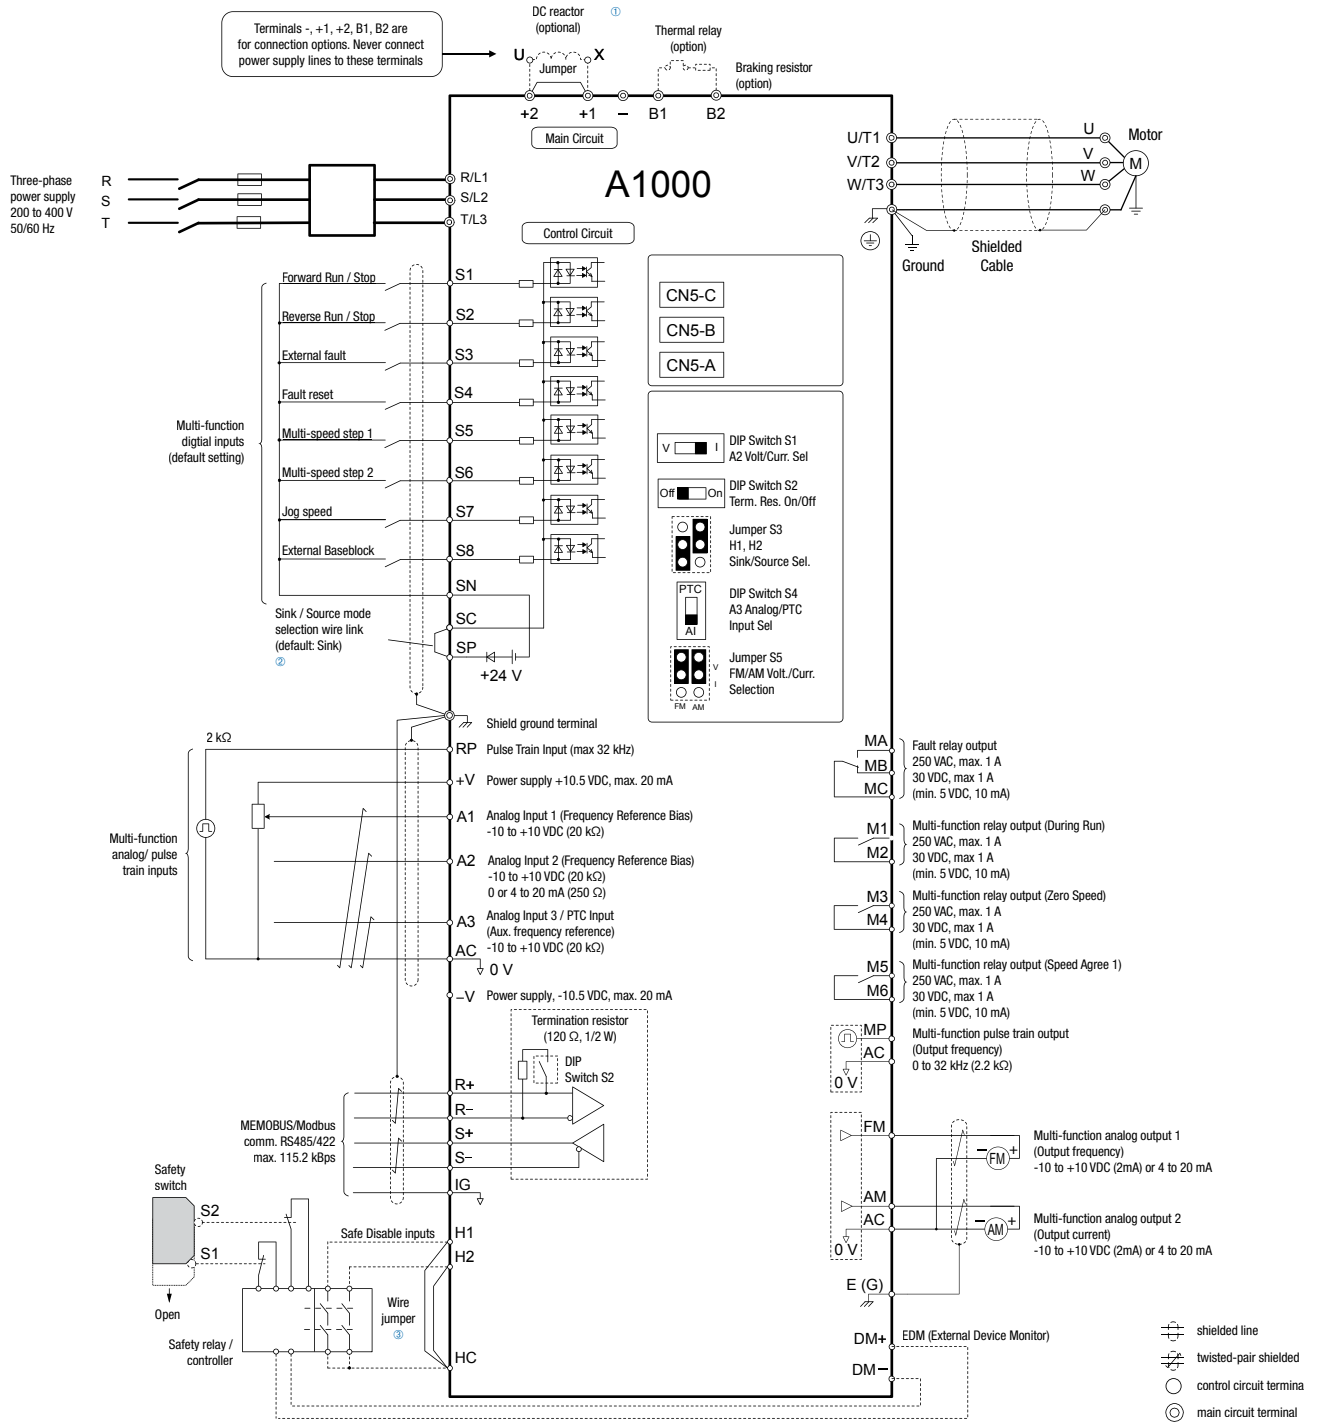 Terminals -, +1, +2, B1, B2 are
for connection options. Never connect
power supply lines to these terminals
DC reactor ①
(optional)
U
X
Jumper
Thermal relay
(option)
Braking resistor
(option)
+2
+1
–
B1
B2
Main Circuit
A1000
Three-phase
power supply
200 to 400 V
50/60 Hz
R
S
T
R/L1
S/L2
T/L3
U/T1
V/T2
W/T3
U
V
W
Motor
M
Ground
Shielded
Cable
Control Circuit
Multi-function
digtial inputs
(default setting)
Forward Run / Stop
S1
Reverse Run / Stop
S2
External fault
S3
Fault reset
S4
Multi-speed step 1
S5
Multi-speed step 2
S6
Jog speed
S7
External Baseblock
S8
SN
SC
SP
+24 V
Sink / Source mode
selection wire link
(default: Sink)
②
CN5-C
CN5-B
CN5-A
V
I
DIP Switch S1
A2 Volt/Curr. Sel
Off
On
DIP Switch S2
Term. Res. On/Off
Jumper S3
H1, H2
Sink/Source Sel.
PTC
AI
DIP Switch S4
A3 Analog/PTC
Input Sel
V
I
FM AM
Jumper S5
FM/AM Volt./Curr.
Selection
Shield ground terminal
2 kΩ
Multi-function
analog/ pulse
train inputs
RP Pulse Train Input (max 32 kHz)
+V Power supply +10.5 VDC, max. 20 mA
A1 Analog Input 1 (Frequency Reference Bias)
-10 to +10 VDC (20 kΩ)
A2 Analog Input 2 (Frequency Reference Bias)
-10 to +10 VDC (20 kΩ)
0 or 4 to 20 mA (250 Ω)
A3 Analog Input 3 / PTC Input
(Aux. frequency reference)
-10 to +10 VDC (20 kΩ)
AC
0 V
–V Power supply, -10.5 VDC, max. 20 mA
Termination resistor
(120 Ω, 1/2 W)
DIP
Switch S2
MEMOBUS/Modbus
comm. RS485/422
max. 115.2 kBps
R+
R–
S+
S–
IG
Safety
switch
S2
S1
Open
Safety relay /
controller
Safe Disable inputs
H1
H2
Wire
jumper
③
HC
MA
MB
MC
Fault relay output
250 VAC, max. 1 A
30 VDC, max 1 A
(min. 5 VDC, 10 mA)
M1
M2
Multi-function relay output (During Run)
250 VAC, max. 1 A
30 VDC, max 1 A
(min. 5 VDC, 10 mA)
M3
M4
Multi-function relay output (Zero Speed)
250 VAC, max. 1 A
30 VDC, max 1 A
(min. 5 VDC, 10 mA)
M5
M6
Multi-function relay output (Speed Agree 1)
250 VAC, max. 1 A
30 VDC, max 1 A
(min. 5 VDC, 10 mA)
MP
AC
0 V
Multi-function pulse train output
(Output frequency)
0 to 32 kHz (2.2 kΩ)
FM
– FM +
Multi-function analog output 1
(Output frequency)
-10 to +10 VDC (2mA) or 4 to 20 mA
AM
AC
0 V
– AM +
Multi-function analog output 2
(Output current)
-10 to +10 VDC (2mA) or 4 to 20 mA
E (G)
DM+
DM–
EDM (External Device Monitor)
shielded line
twisted-pair shielded
control circuit termina
main circuit terminal